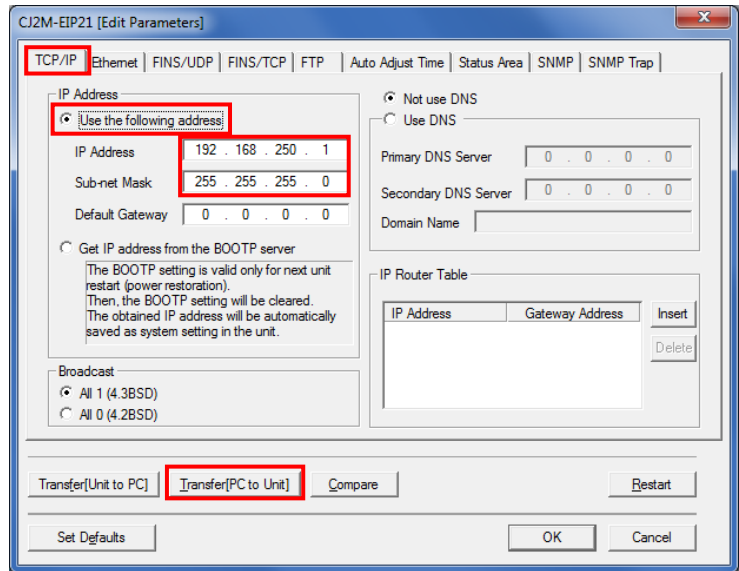 CJ2M-EIP21 [Edit Parameters]
TCP/IP Ethernet FINS/UDP FINS/TCP FTP Auto Adjust Time Status Area SNMP SNMP Trap
IP Address
Use the following address
IP Address 192 . 168 . 250 . 1
Sub-net Mask 255 . 255 . 255 . 0
Default Gateway 0 . 0 . 0 . 0
Get IP address from the BOOTP server
The BOOTP setting is valid only for next unit
restart (power restoration).
Then, the BOOTP setting will be cleared.
The obtained IP address will be automatically
saved as system setting in the unit.
Broadcast
All 1 (4.3BSD)
All 0 (4.2BSD)
Not use DNS
Use DNS
Primary DNS Server 0 . 0 . 0 . 0
Secondary DNS Server 0 . 0 . 0 . 0
Domain Name
IP Router Table
IP Address Gateway Address
Insert
Delete
Transfer[Unit to PC] Transfer[PC to Unit] Compare Restart
Set Defaults OK Cancel